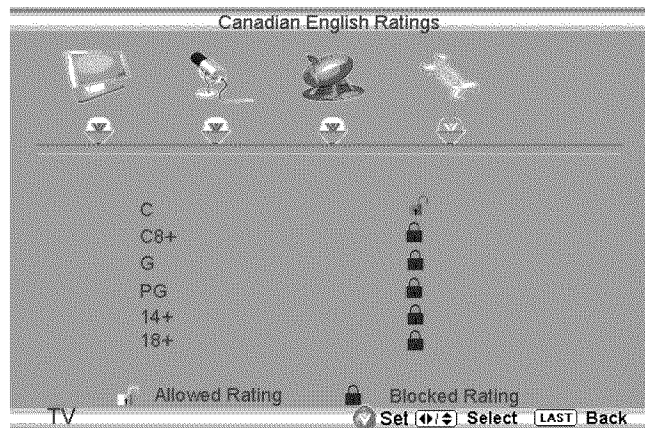 Canadian English Ratings
C
C8+
G
PG
14+
18+
Allowed Rating Blocked Rating
TV Set Select LAST Back